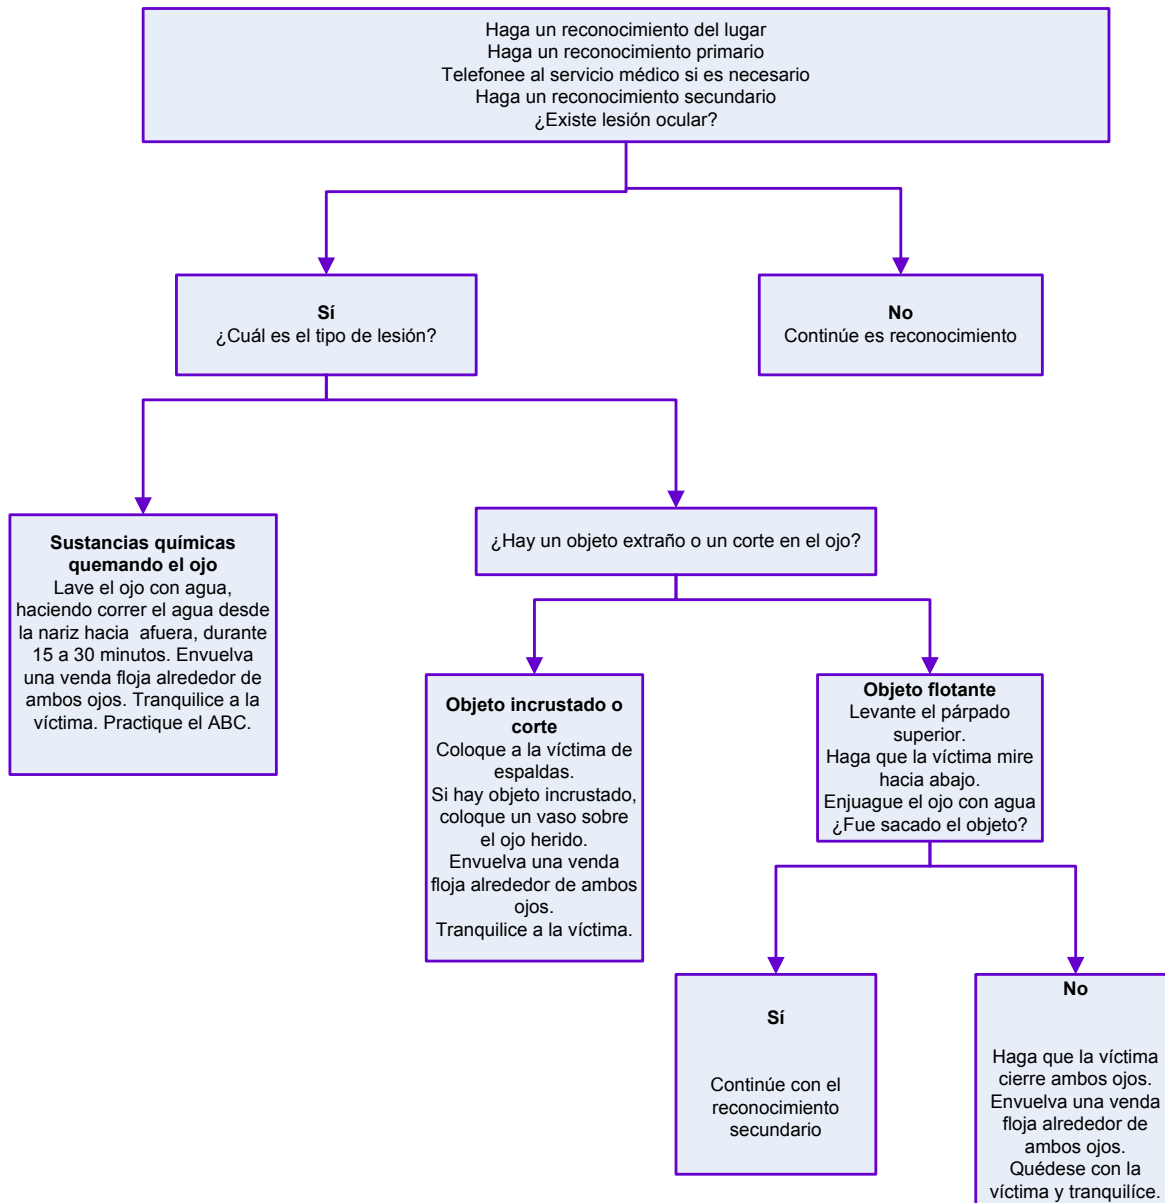 Haga un reconocimiento del lugar
Haga un reconocimiento primario
Telefonee al servicio médico si es necesario
Haga un reconocimiento secundario
¿Existe lesión ocular?
Sí
¿Cuál es el tipo de lesión?
No
Continúe es reconocimiento
Sustancias químicas
quemando el ojo
Lave el ojo con agua,
haciendo correr el agua desde
la nariz hacia afuera, durante
15 a 30 minutos. Envuelva
una venda floja alrededor de
ambos ojos. Tranquilice a la
víctima. Practique el ABC.
¿Hay un objeto extraño o un corte en el ojo?
Objeto incrustado o
corte
Coloque a la víctima de
espaldas.
Si hay objeto incrustado,
coloque un vaso sobre
el ojo herido.
Envuelva una venda
floja alrededor de ambos
ojos.
Tranquilice a la víctima.
Objeto flotante
Levante el párpado
superior.
Haga que la víctima mire
hacia abajo.
Enjuague el ojo con agua
¿Fue sacado el objeto?
Sí
Continúe con el
reconocimiento
secundario
No
Haga que la víctima
cierre ambos ojos.
Envuelva una venda
floja alrededor de
ambos ojos.
Quédese con la
víctima y tranquilíce.